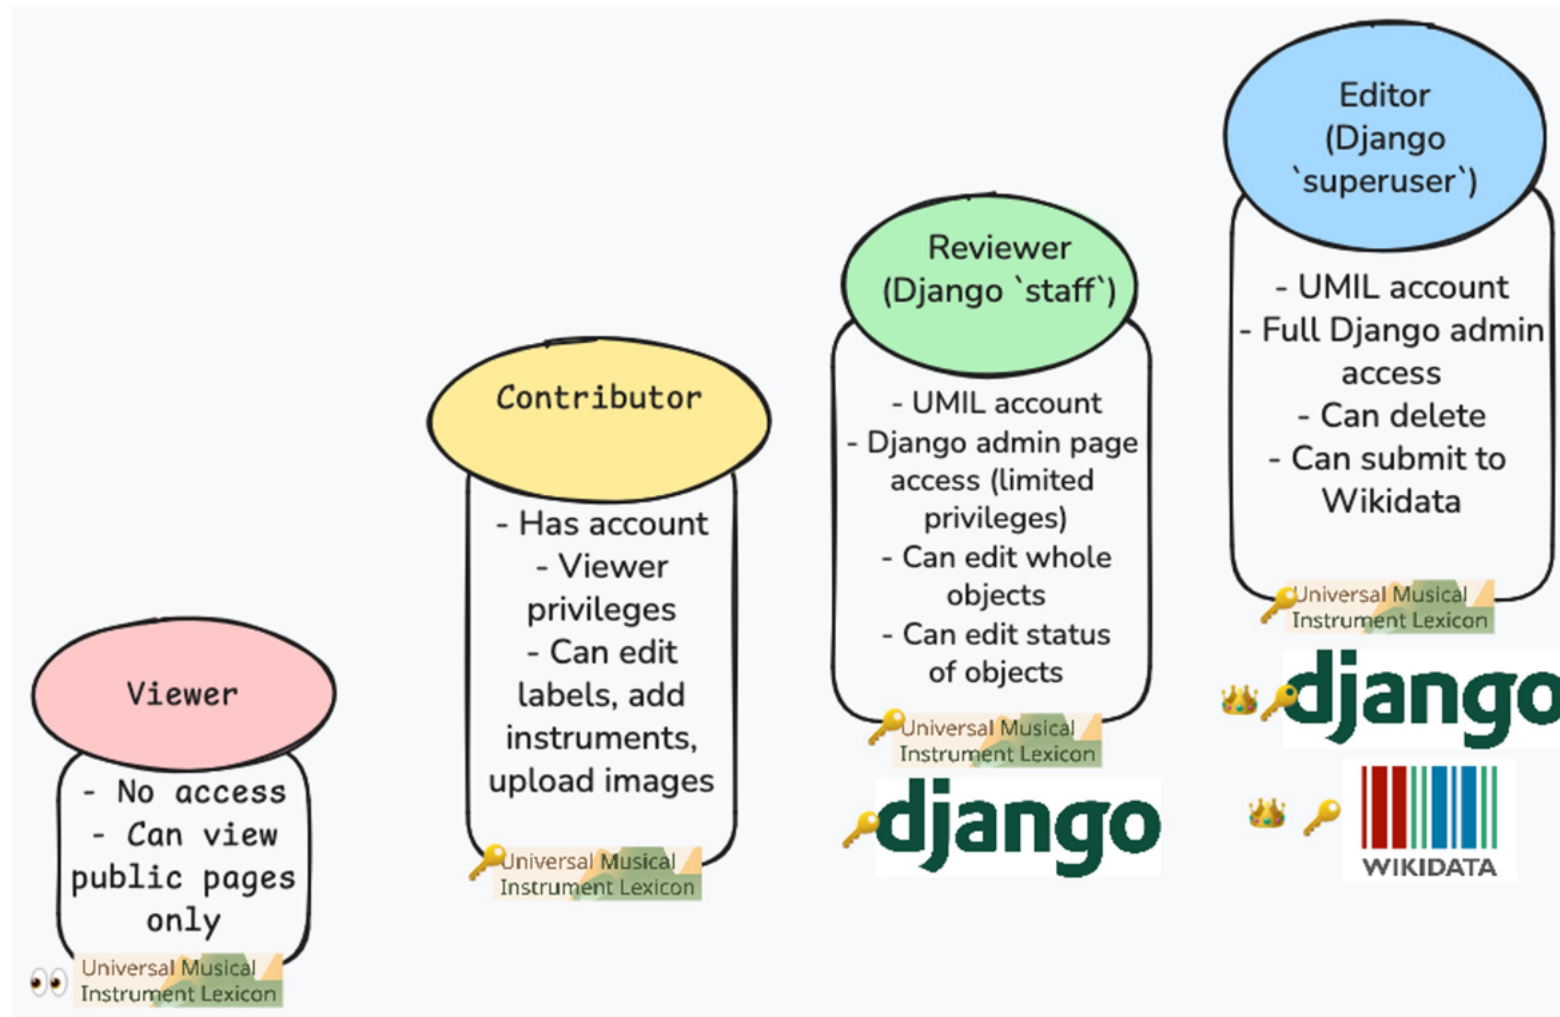 Viewer
- No access
- Can view
public pages
only
Universal Musical
Instrument Lexicon
Contributor
- Has account
- Viewer
privileges
- Can edit
labels, add
instruments,
upload images
Universal Musical
Instrument Lexicon
Reviewer
(Django `staff`)
- UMIL account
- Django admin page
access (limited
privileges)
- Can edit whole
objects
- Can edit status
of objects
Universal Musical
Instrument Lexicon
django
Editor
(Django
`superuser`)
- UMIL account
- Full Django admin
access
- Can delete
- Can submit to
Wikidata
Universal Musical
Instrument Lexicon
django
WIKIDATA